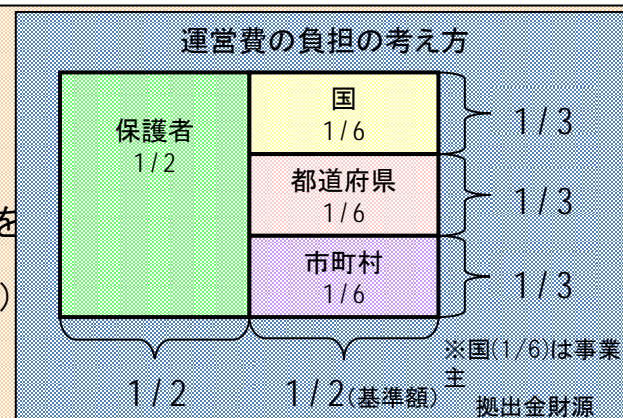 運営費の負担の考え方
保護者
1/2
国
1/6
都道府県
1/6
市町村
1/6
1/3
1/3
1/3
を
)
1/2
1/2(基準額)
※国(1/6)は事業
主
拠出金財源